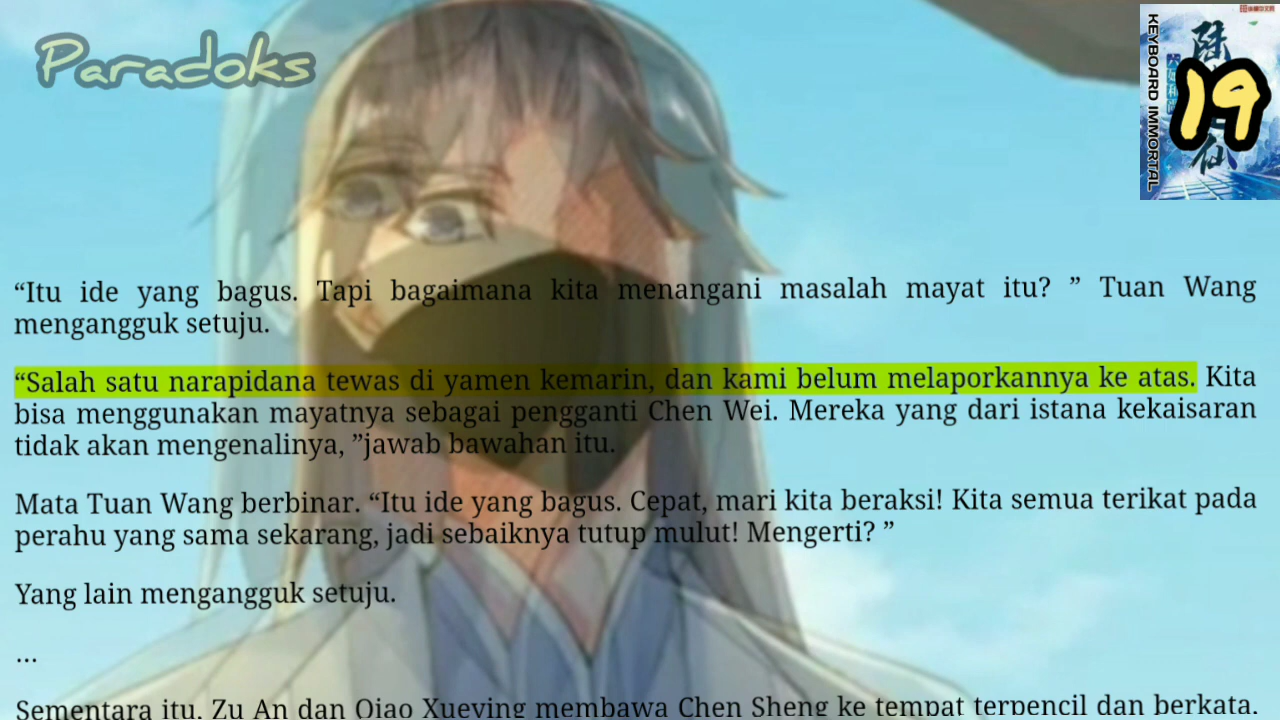 Paradoks
KEYBOARD IMMORTAL
陆
仙
19
“Itu ide yang bagus. Tapi bagaimana kita menangani masalah mayat itu? ” Tuan Wang
mengangguk setuju.
“Salah satu narapidana tewas di yamen kemarin, dan kami belum melaporkannya ke atas. Kita
bisa menggunakan mayatnya sebagai pengganti Chen Wei. Mereka yang dari istana kekaisaran
tidak akan mengenalinya, ”jawab bawahan itu.
Mata Tuan Wang berbinar. “Itu ide yang bagus. Cepat, mari kita beraksi! Kita semua terikat pada
perahu yang sama sekarang, jadi sebaiknya tutup mulut! Mengerti? ”
Yang lain mengangguk setuju.
…
Sementara itu, Zu An dan Qiao Xueying membawa Chen Sheng ke tempat terpencil dan berkata,